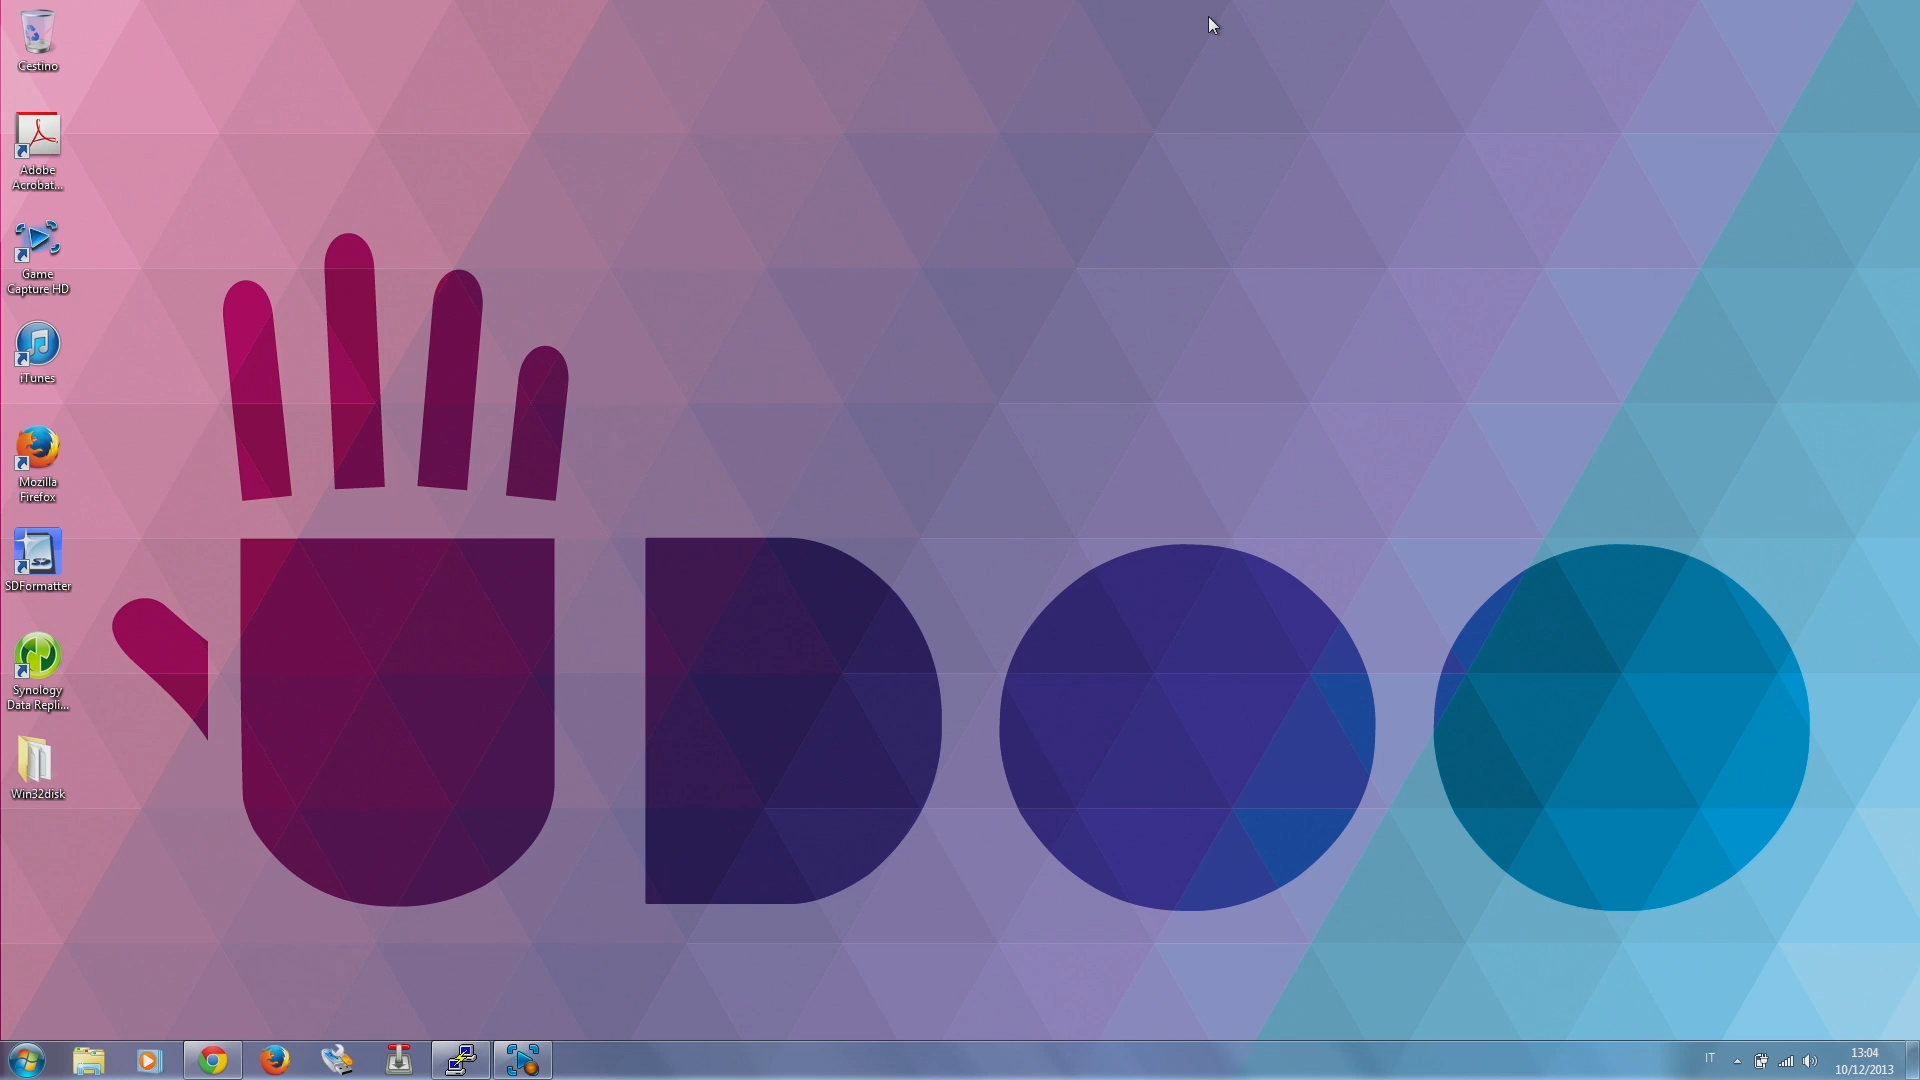 Cestino
Adobe
Acrobat...
Game
Capture HD
iTunes
Mozilla
Firefox
SDFormatter
Synology
Data Repli...
Win32disk
UDOO
IT
13:04
10/12/2013